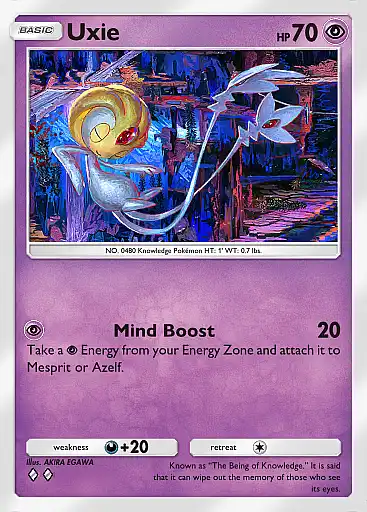 BASIC Uxie HP 70
NO. 0480 Knowledge Pokémon HT: 1' WT: 0.7 lbs.
Mind Boost 20
Take a Energy from your Energy Zone and attach it to
Mesprit or Azelf.
weakness +20 retreat
Illus. AKIRA EGAWA
Known as "The Being of Knowledge." It is said
that it can wipe out the memory of those who see
its eyes.